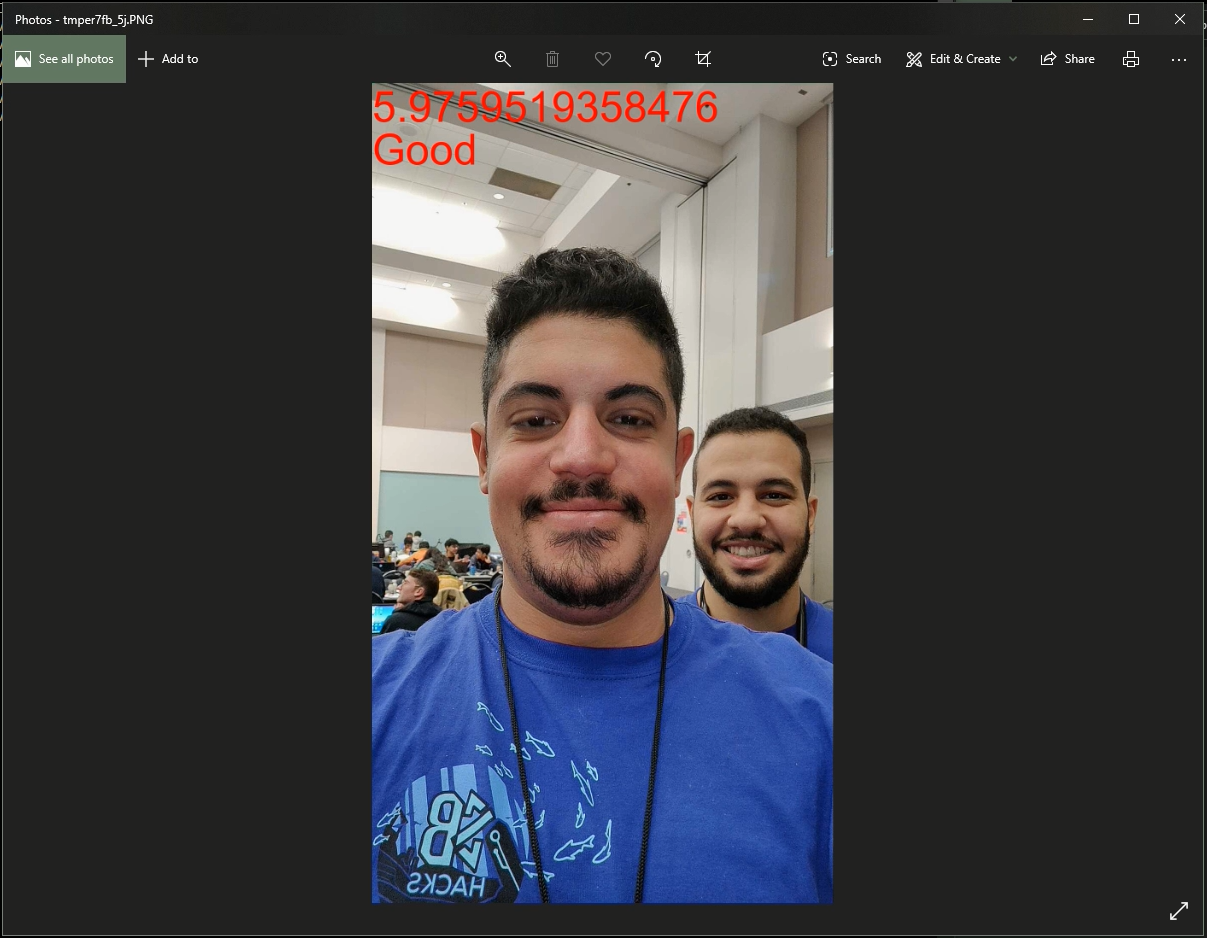 Photos - tmper7fb_5j.PNG
See all photos
Add to
Search
Edit & Create
Share
5.9759519358476
Good
HACKS